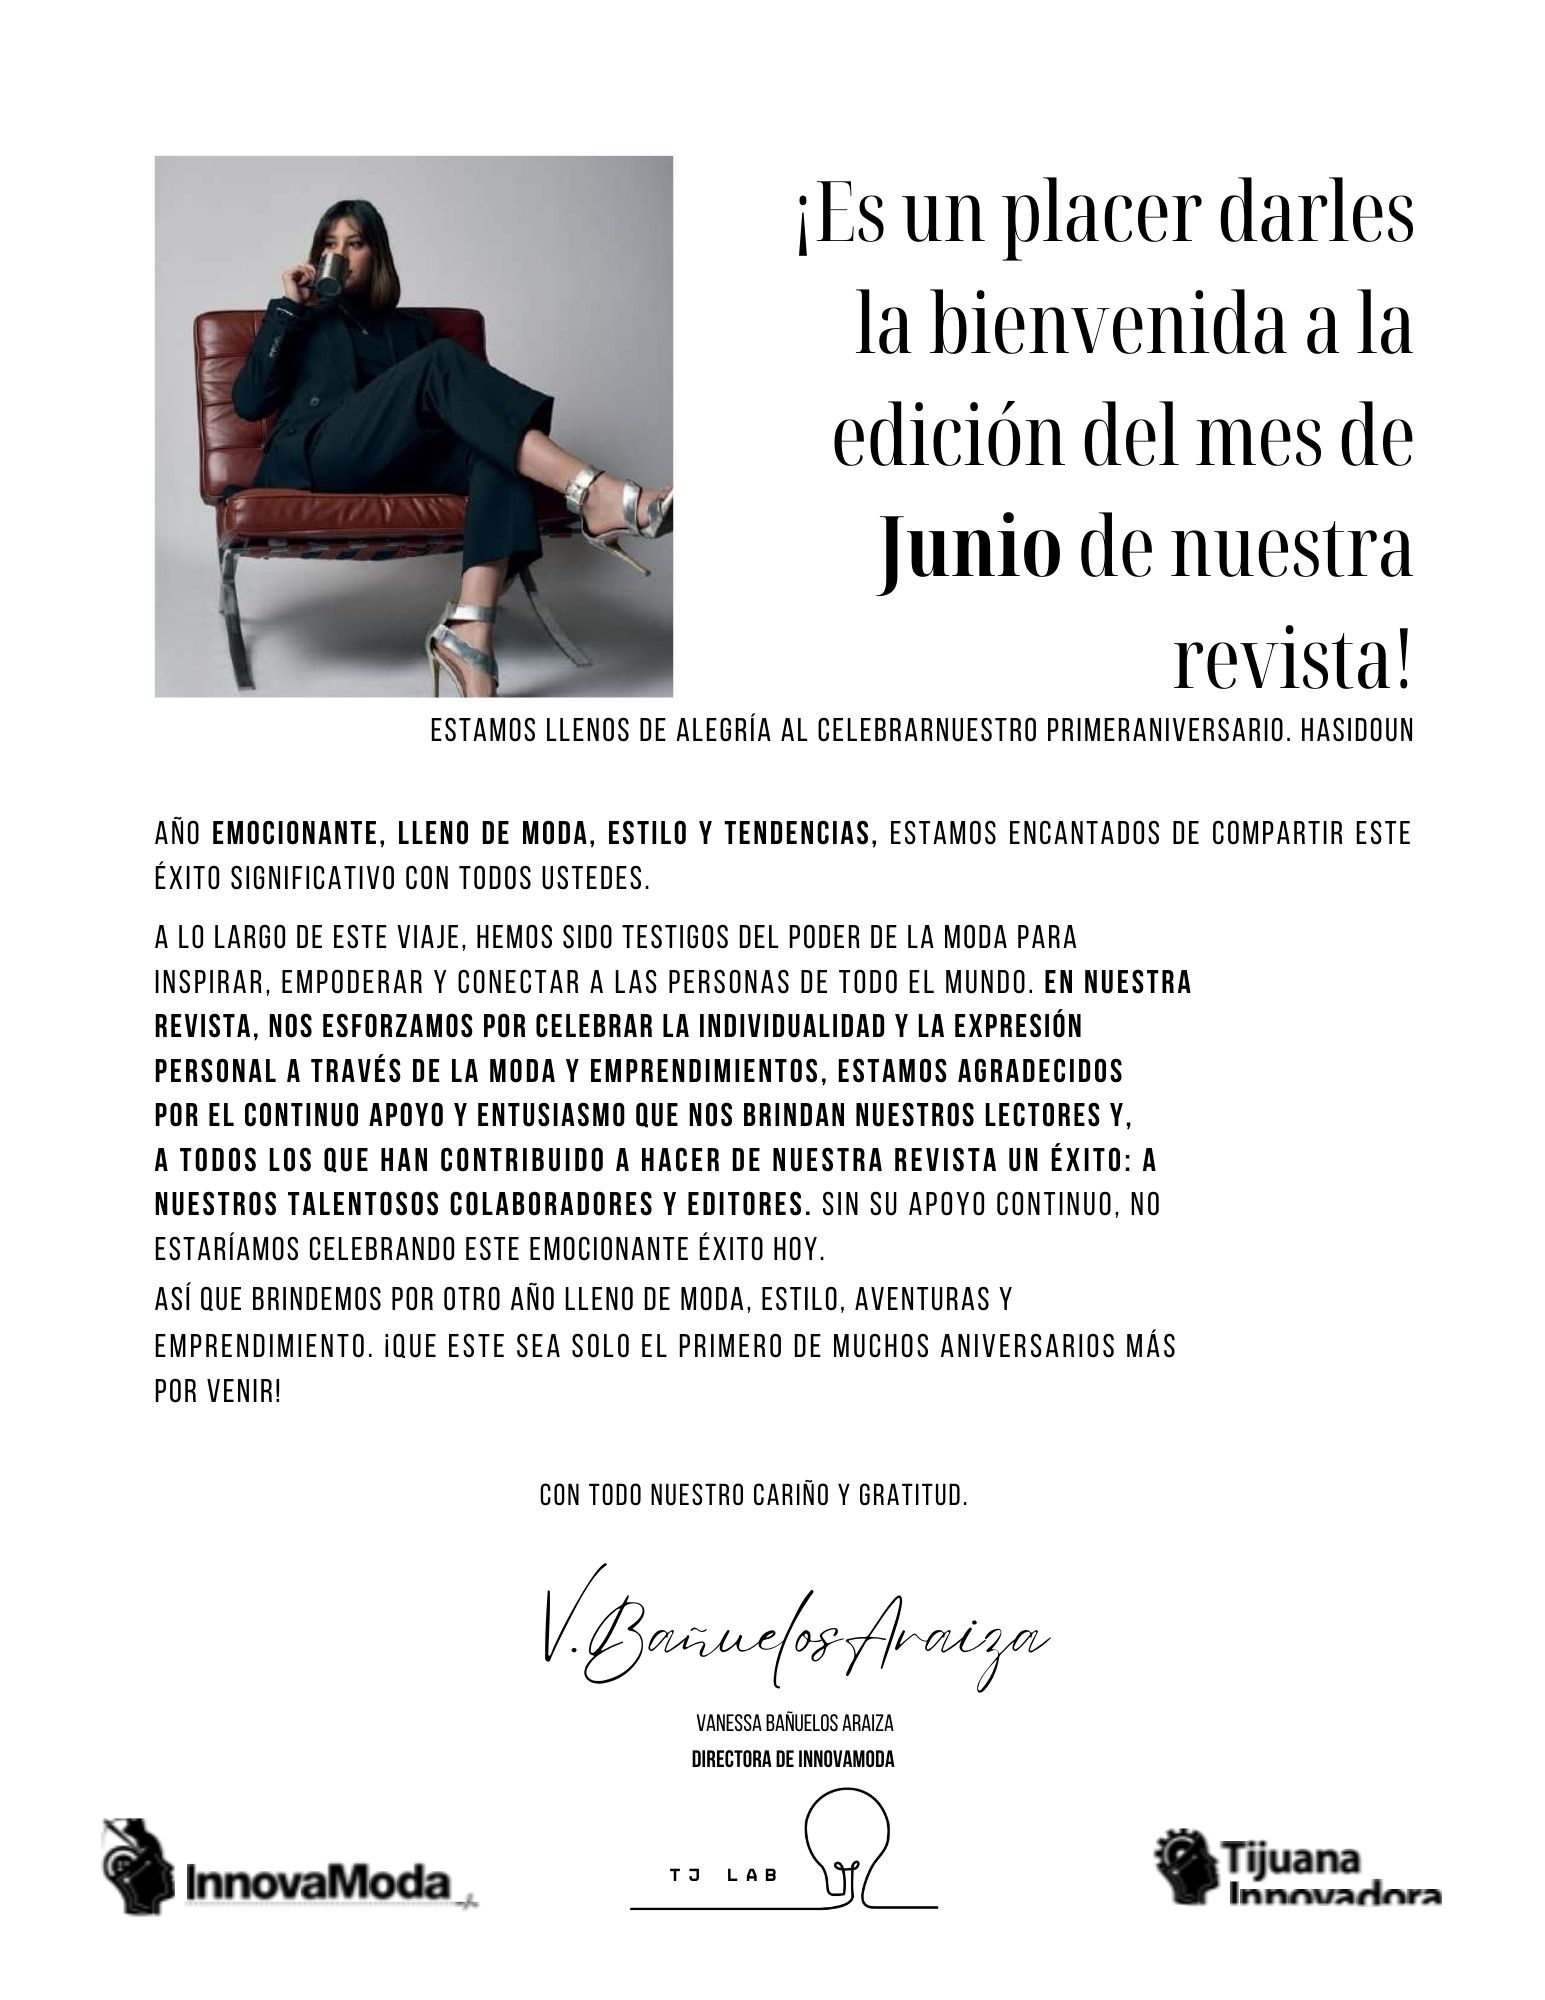 ¡Es un placer darles
la bienvenida a la
edición del mes de
Junio de nuestra
revista!
ESTAMOS LLENOS DE ALEGRÍA AL CELEBRARNUESTRO PRIMERANIVERSARIO. HASIDOUN
AÑO EMOCIONANTE, LLENO DE MODA, ESTILO Y TENDENCIAS, ESTAMOS ENCANTADOS DE COMPARTIR ESTE
ÉXITO SIGNIFICATIVO CON TODOS USTEDES.
A LO LARGO DE ESTE VIAJE, HEMOS SIDO TESTIGOS DEL PODER DE LA MODA PARA
INSPIRAR, EMPODERAR Y CONECTAR A LAS PERSONAS DE TODO EL MUNDO. EN NUESTRA
REVISTA, NOS ESFORZAMOS POR CELEBRAR LA INDIVIDUALIDAD Y LA EXPRESIÓN
PERSONAL A TRAVÉS DE LA MODA Y EMPRENDIMIENTOS, ESTAMOS AGRADECIDOS
POR EL CONTINUO APOYO Y ENTUSIASMO QUE NOS BRINDAN NUESTROS LECTORES Y,
A TODOS LOS QUE HAN CONTRIBUIDO A HACER DE NUESTRA REVISTA UN ÉXITO: A
NUESTROS TALENTOSOS COLABORADORES Y EDITORES. SIN SU APOYO CONTINUO, NO
ESTARÍAMOS CELEBRANDO ESTE EMOCIONANTE ÉXITO HOY.
ASÍ QUE BRINDEMOS POR OTRO AÑO LLENO DE MODA, ESTILO, AVENTURAS Y
EMPRENDIMIENTO. ¡QUE ESTE SEA SOLO EL PRIMERO DE MUCHOS ANIVERSARIOS MÁS
POR VENIR!
CON TODO NUESTRO CARIÑO Y GRATITUD.
V. Bañuelos Araiza
VANESSA BAÑUELOS ARAIZA
DIRECTORA DE INNOVAMODA
InnovaModa
TJ LAB
Tijuana
Innovadora